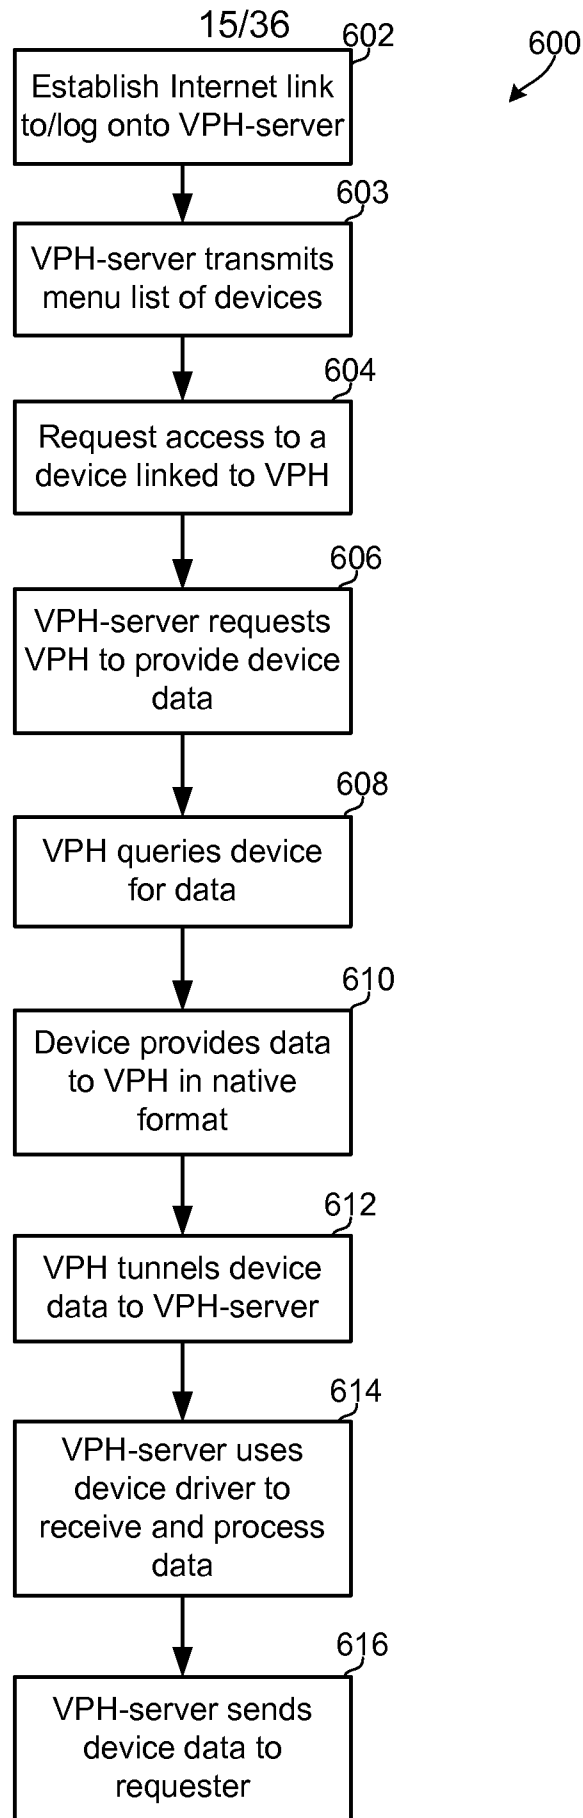 15/36
602
600
Establish Internet link
to/log onto VPH-server
603
VPH-server transmits
menu list of devices
604
Request access to a
device linked to VPH
606
VPH-server requests
VPH to provide device
data
608
VPH queries device
for data
610
Device provides data
to VPH in native
format
612
VPH tunnels device
data to VPH-server
614
VPH-server uses
device driver to
receive and process
data
616
VPH-server sends
device data to
requester